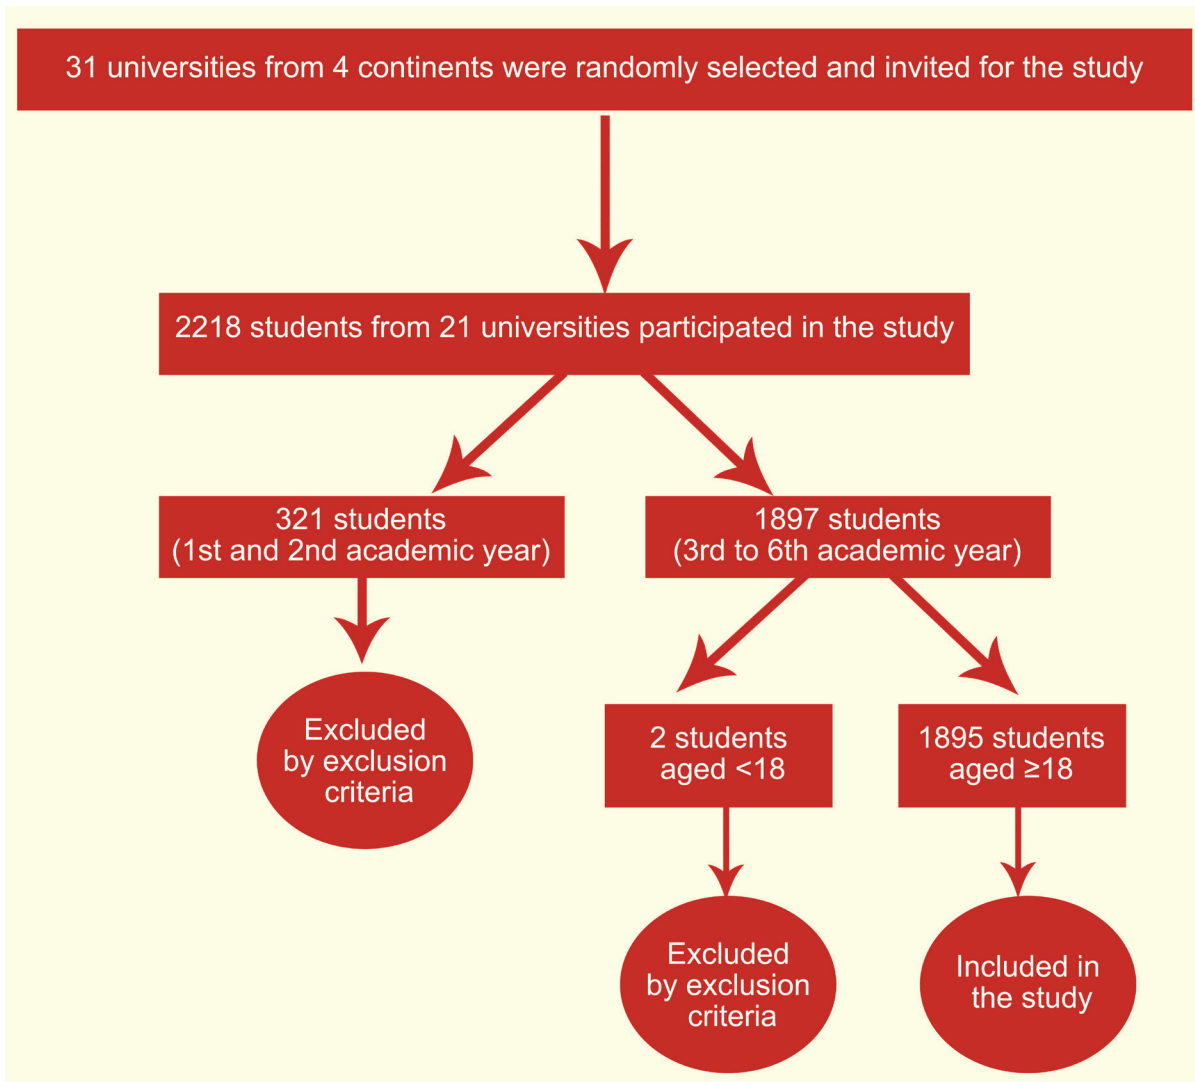 31 universities from 4 continents were randomly selected and invited for the study
2218 students from 21 universities participated in the study
321 students
(1st and 2nd academic year)
1897 students
(3rd to 6th academic year)
Excluded
by exclusion
criteria
2 students
aged <18
1895 students
aged ≥18
Excluded
by exclusion
criteria
Included in
the study